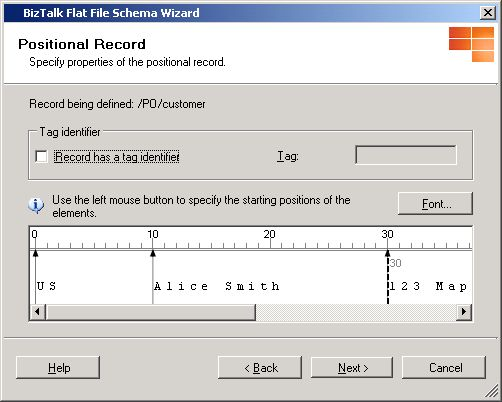 BizTalk Flat File Schema Wizard
Positional Record
Specify properties of the positional record.
Record being defined: /PO/customer
Tag identifier
Record has a tag identifier
Tag:
Use the left mouse button to specify the starting positions of the
elements.
Font...
0 10 20 30
30
US Alice Smith 123 Map
Help
< Back
Next >
Cancel